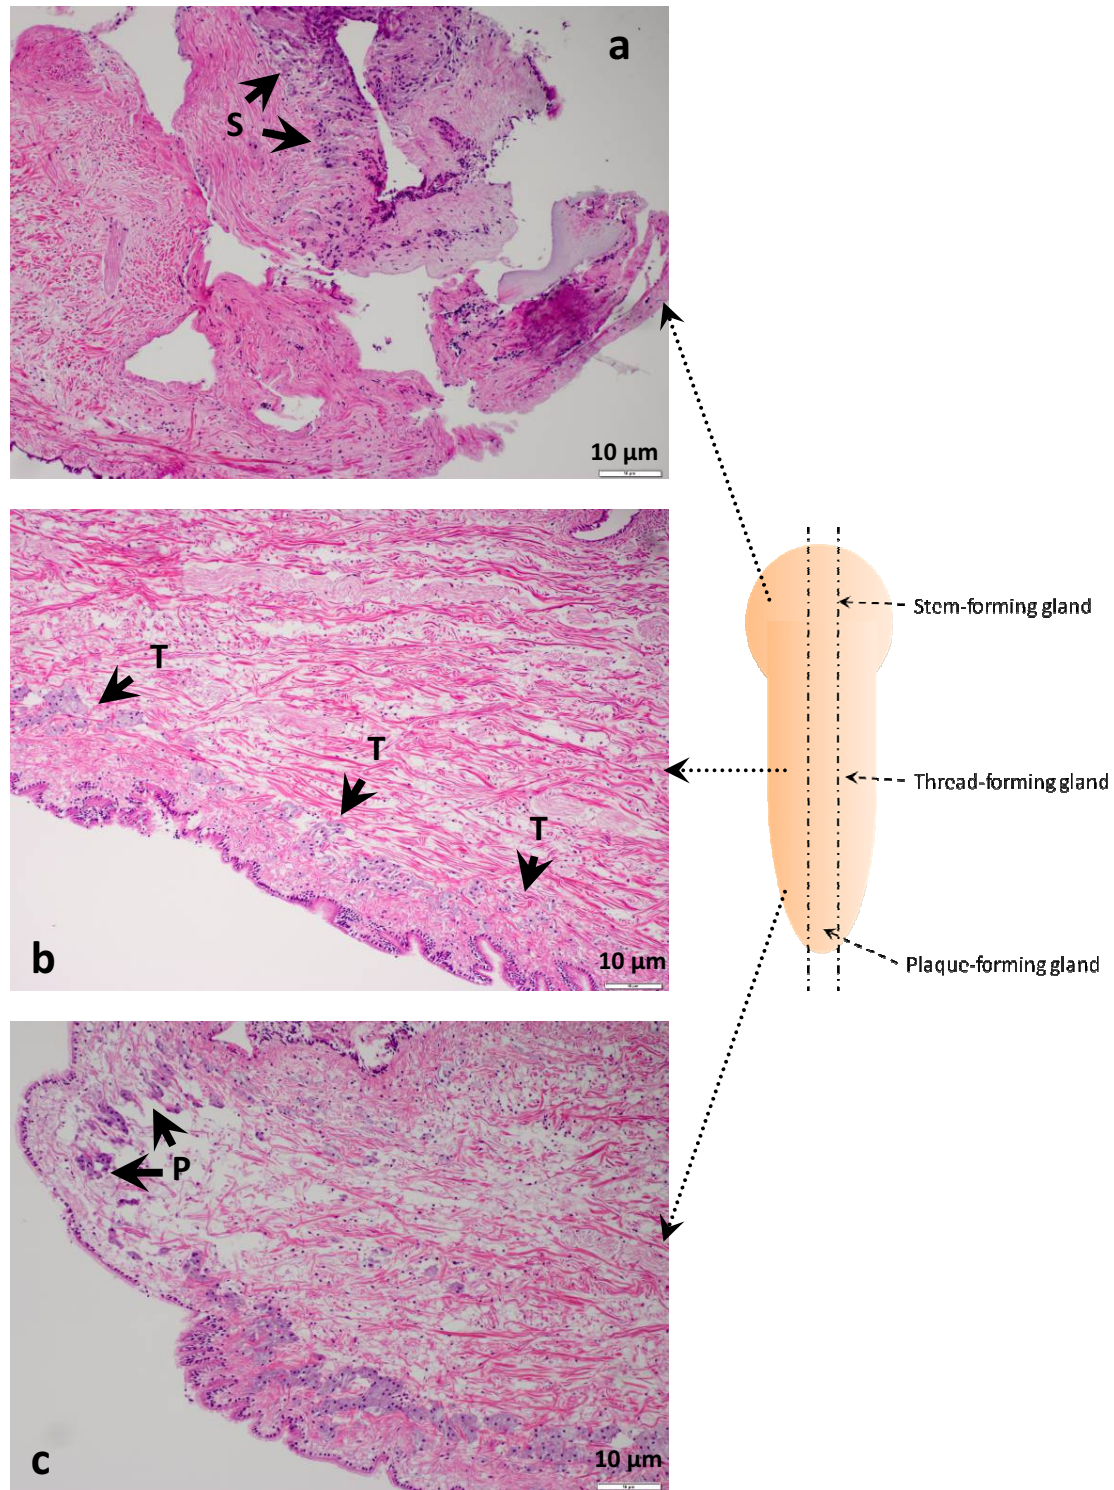 a
S
10 µm
T
T
T
b
10 µm
P
c
10 µm
Stem-forming gland
Thread-forming gland
Plaque-forming gland